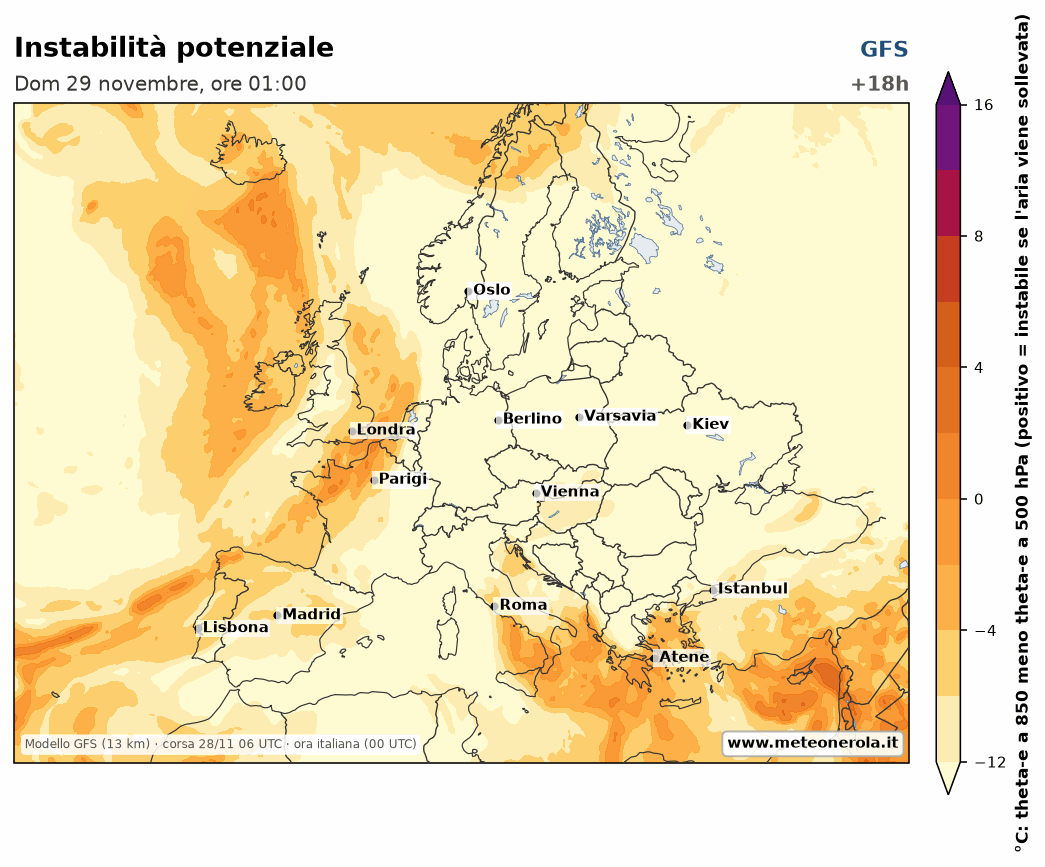 Instabilità potenziale
GFS
Dom 29 novembre, ore 01:00
+18h
16
8
4
0
−4
−12
°C: theta-e a 850 meno theta-e a 500 hPa (positivo = instabile se l'aria viene sollevata)
Oslo
Berlino
Varsavia
Kiev
Londra
Parigi
Vienna
Istanbul
Roma
Madrid
Lisbona
Atene
Modello GFS (13 km) · corsa 28/11 06 UTC · ora italiana (00 UTC)
www.meteonerola.it